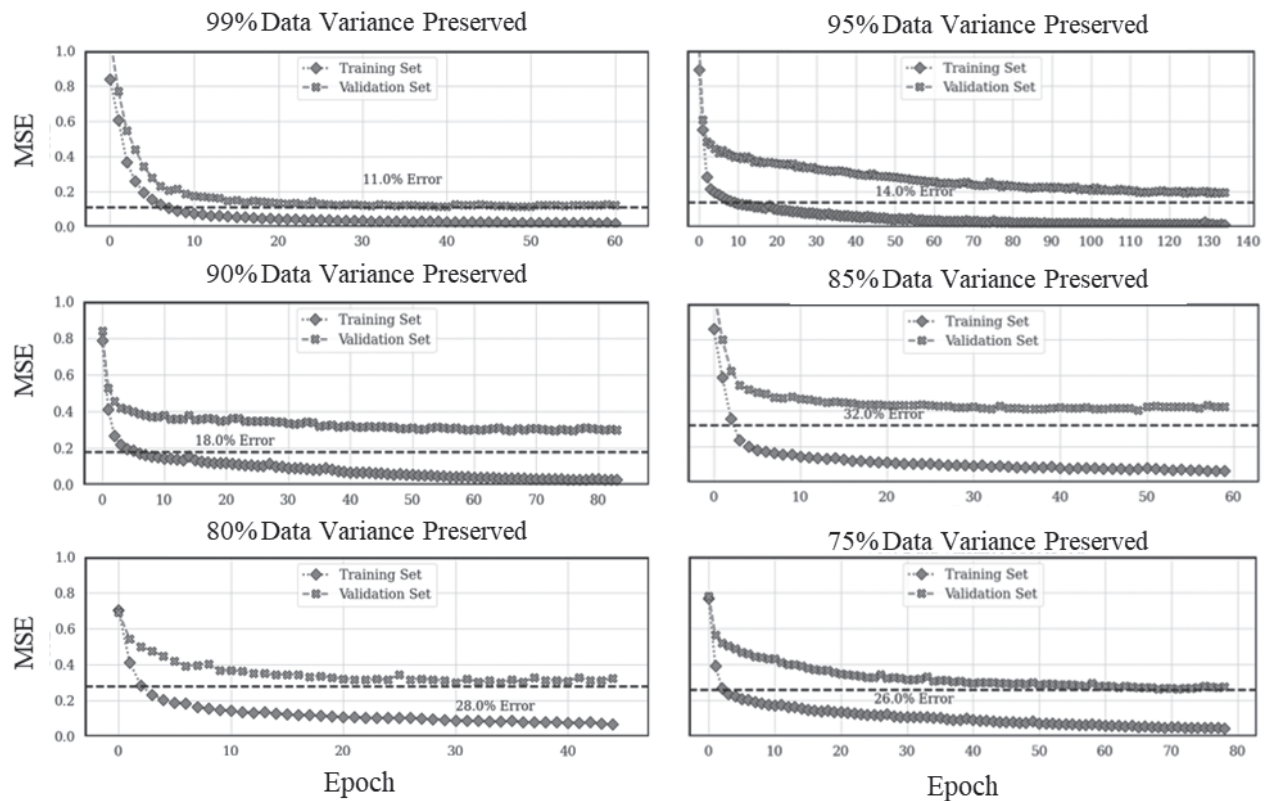 99% Data Variance Preserved
95% Data Variance Preserved
MSE
1.0
0.8
0.6
0.4
0.2
0.0
Training Set
Validation Set
11.0% Error
0 10 20 30 40 50 60
Training Set
Validation Set
14.0% Error
0 10 20 30 40 50 60 70 80 90 100 110 120 130 140
90% Data Variance Preserved
85% Data Variance Preserved
MSE
1.0
0.8
0.6
0.4
0.2
0.0
Training Set
Validation Set
18.0% Error
0 10 20 30 40 50 60 70 80
Training Set
Validation Set
32.0% Error
0 10 20 30 40 50 60
80% Data Variance Preserved
75% Data Variance Preserved
MSE
1.0
0.8
0.6
0.4
0.2
0.0
Training Set
Validation Set
28.0% Error
0 10 20 30 40
Epoch
Training Set
Validation Set
26.0% Error
0 10 20 30 40 50 60 70 80
Epoch